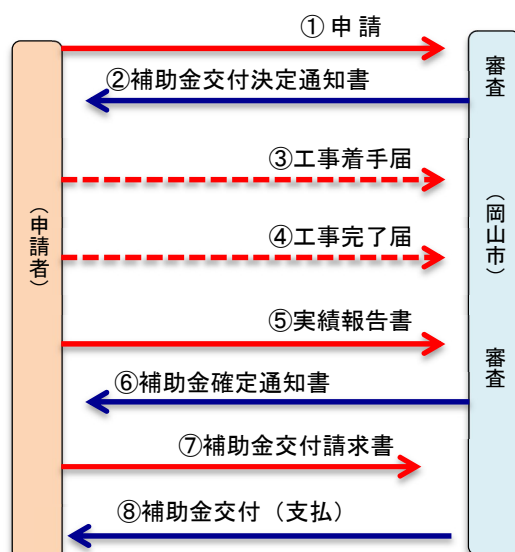 ①申請
審査
②補助金交付決定通知書
③工事着手届
（岡山市）
（申請者）
④工事完了届
⑤実績報告書
審査
⑥補助金確定通知書
⑦補助金交付請求書
⑧補助金交付（支払）